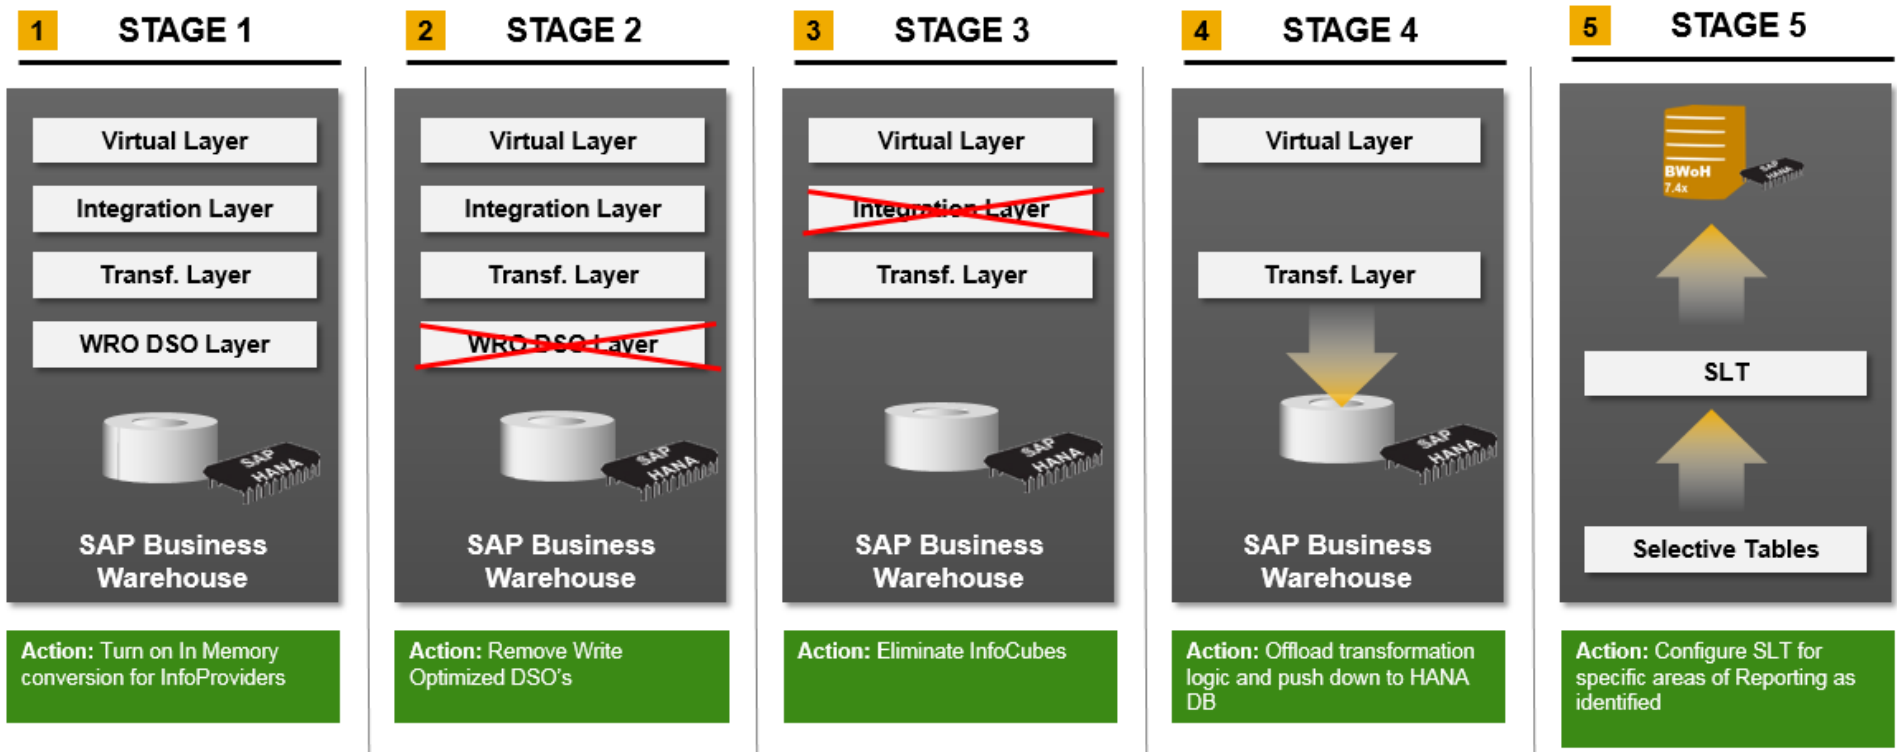 1 STAGE 1
Virtual Layer
Integration Layer
Transf. Layer
WRO DSO Layer
SAP
HANA
SAP Business
Warehouse
Action: Turn on In Memory
conversion for InfoProviders
2 STAGE 2
Virtual Layer
Integration Layer
Transf. Layer
WRO DSO Layer
SAP
HANA
SAP Business
Warehouse
Action: Remove Write
Optimized DSO's
3 STAGE 3
Virtual Layer
Integration Layer
Transf. Layer
SAP
HANA
SAP Business
Warehouse
Action: Eliminate InfoCubes
4 STAGE 4
Virtual Layer
Transf. Layer
SAP
HANA
SAP Business
Warehouse
Action: Offload transformation
logic and push down to HANA
DB
5 STAGE 5
BWoH
7.4x
SAP
HANA
SLT
Selective Tables
Action: Configure SLT for
specific areas of Reporting as
identified